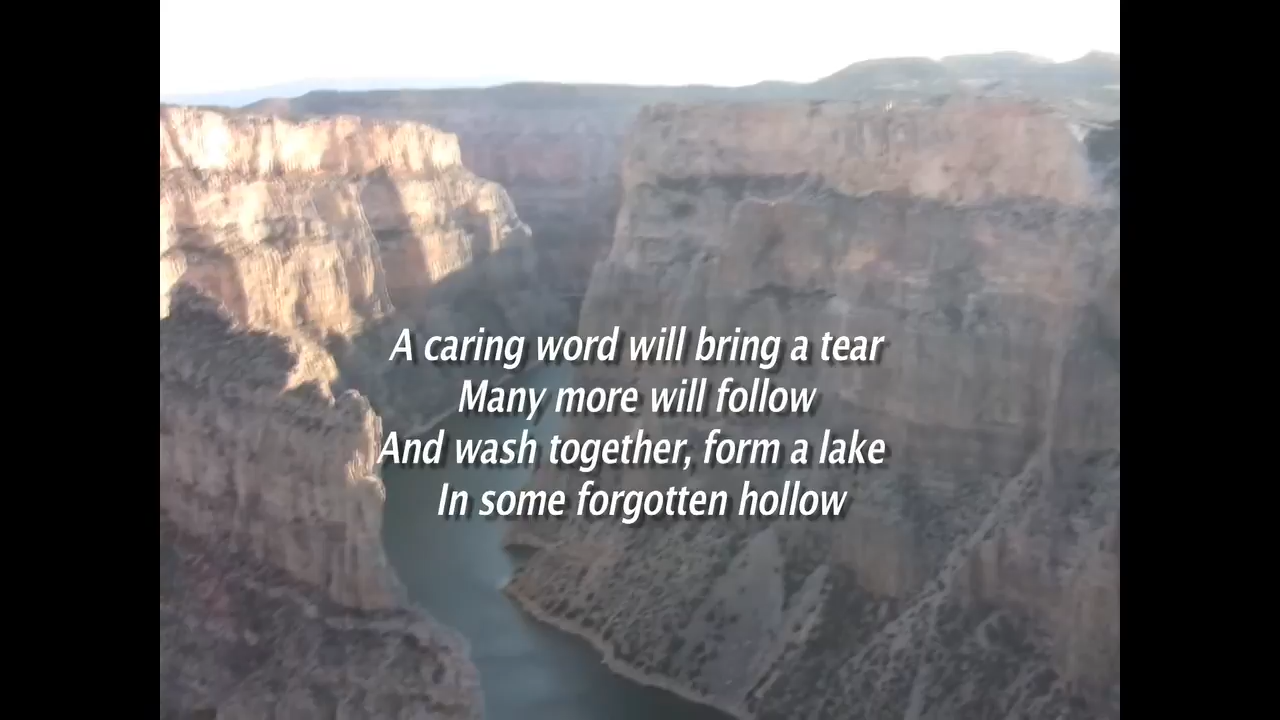 A caring word will bring a tear
Many more will follow
And wash together, form a lake
In some forgotten hollow